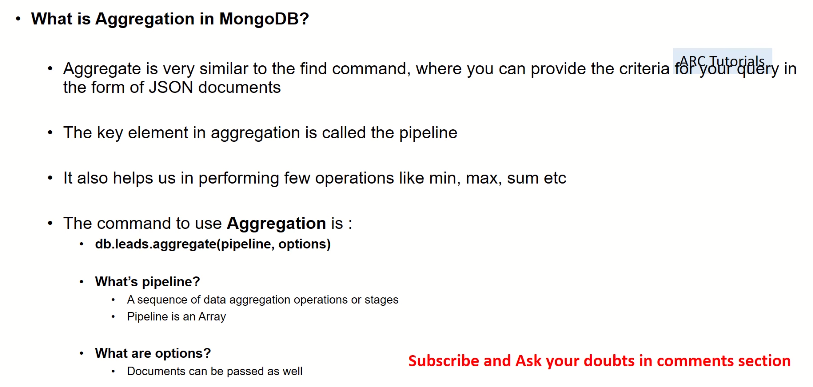 • What is Aggregation in MongoDB?
ARC Tutorials
• Aggregate is very similar to the find command, where you can provide the criteria for your query in
the form of JSON documents
• The key element in aggregation is called the pipeline
• It also helps us in performing few operations like min, max, sum etc
• The command to use Aggregation is :
• db.leads.aggregate(pipeline, options)
• What's pipeline?
• A sequence of data aggregation operations or stages
• Pipeline is an Array
• What are options?
• Documents can be passed as well
Subscribe and Ask your doubts in comments section